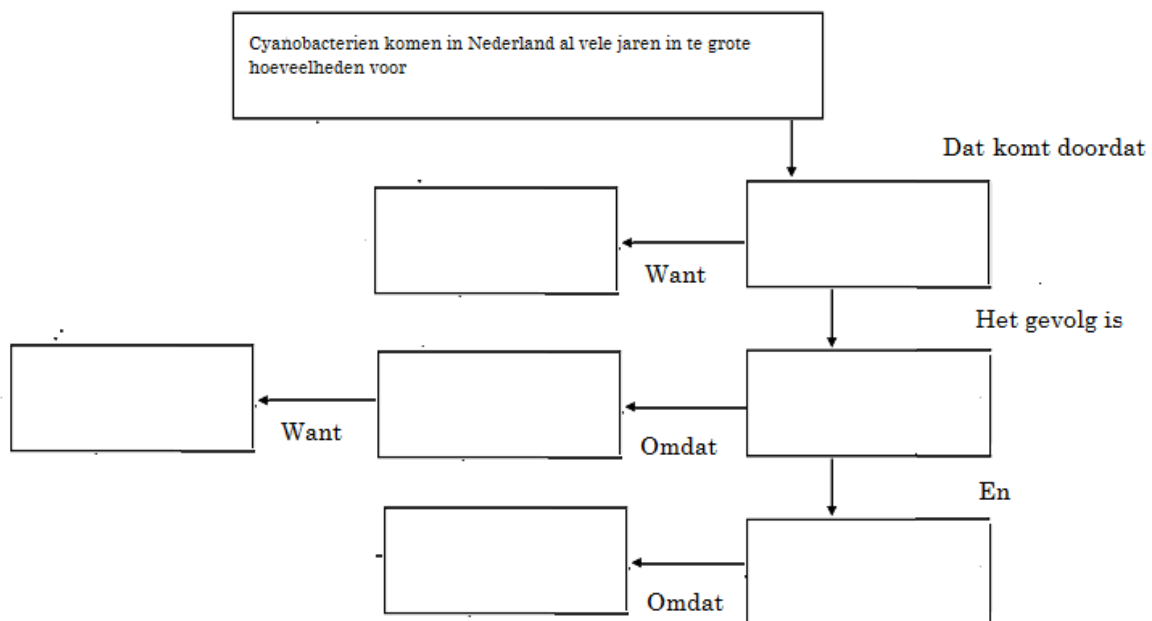 Cyanobacterien komen in Nederland al vele jaren in te grote
hoeveelheden voor
Dat komt doordat
Want
Het gevolg is
Want
Omdat
En
Omdat